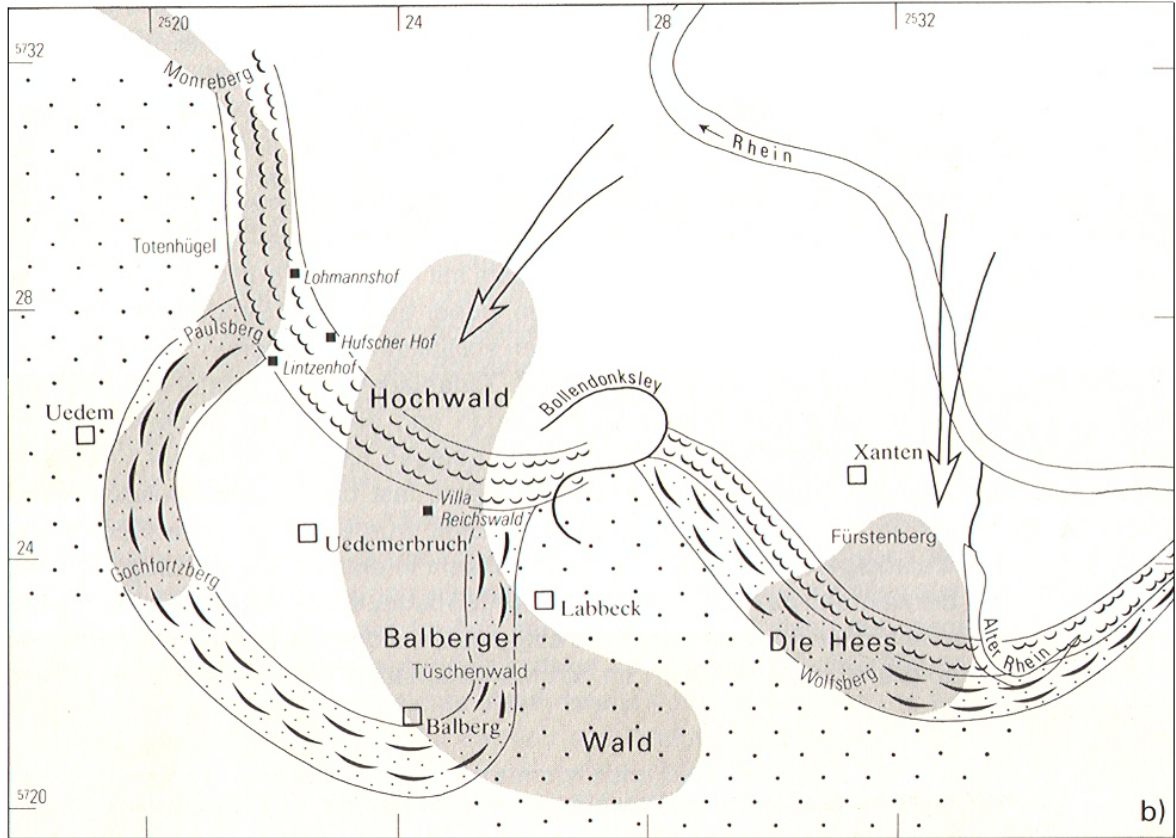 2520
24
28
2532
5732
Monreberg
Rhein
Totenhügel
Lohmannshof
28
Paulsberg
Hufscher Hof
Lintzenhof
Hochwald
Bollendonksley
Uedem
Xanten
Villa
Reichswald
Fürstenberg
Uedemerbruch
24
Gochfortzberg
Labbeck
Balberger
Die Hees
Alter Rhein
Tüschenwald
Wolfsberg
Balberg
Wald
5720
b)